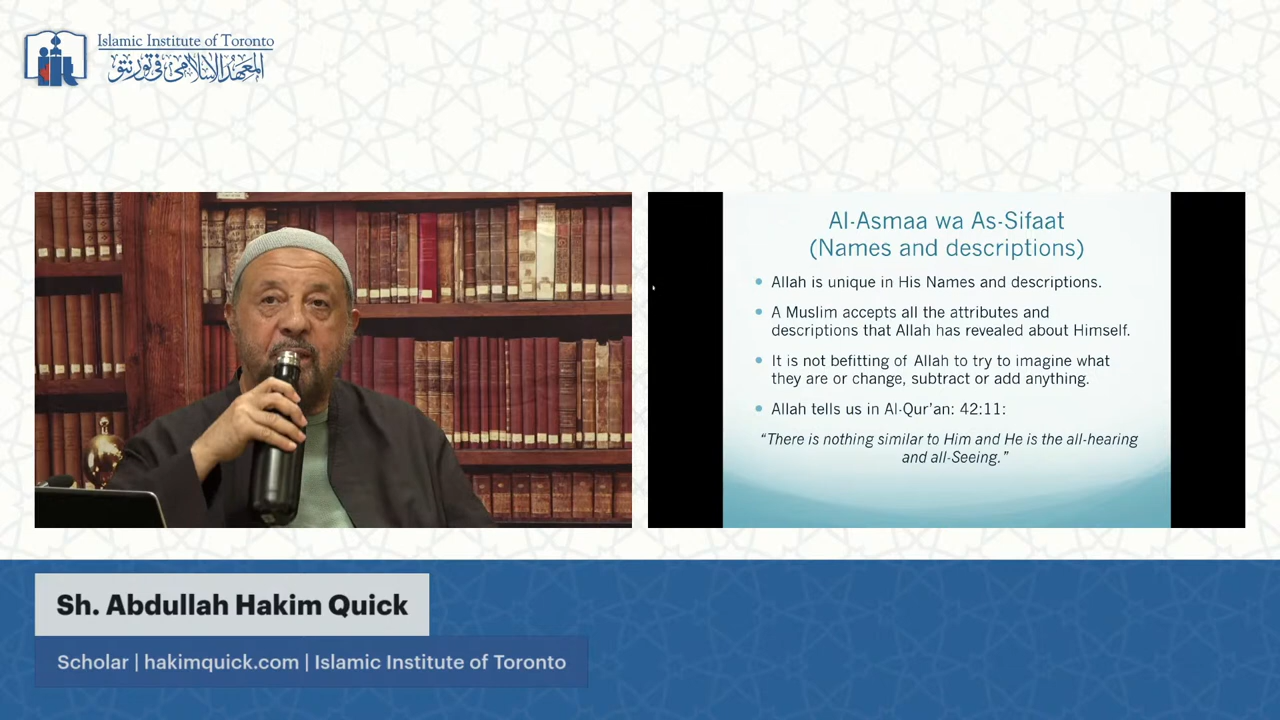 Islamic Institute of Toronto
المعهد الإسلامي في تورنتو
Al-Asmaa wa As-Sifaat
(Names and descriptions)
• Allah is unique in His Names and descriptions.
• A Muslim accepts all the attributes and
descriptions that Allah has revealed about Himself.
• It is not befitting of Allah to try to imagine what
they are or change, subtract or add anything.
• Allah tells us in Al-Qur’an: 42:11:
“There is nothing similar to Him and He is the all-hearing
and all-Seeing.”
Sh. Abdullah Hakim Quick
Scholar | hakimquick.com | Islamic Institute of Toronto